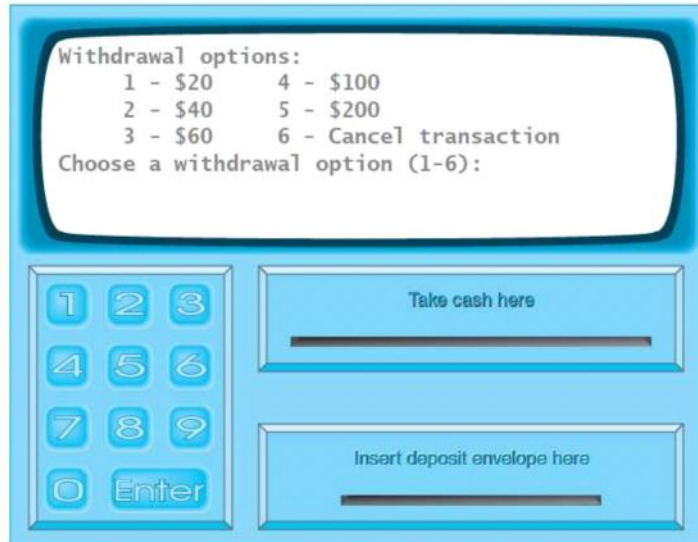 Withdrawal options:
1 - $20 4 - $100
2 - $40 5 - $200
3 - $60 6 - Cancel transaction
Choose a withdrawal option (1-6):
1 2 3
4 5 6
7 8 9
0 Enter
Take cash here
Insert deposit envelope here